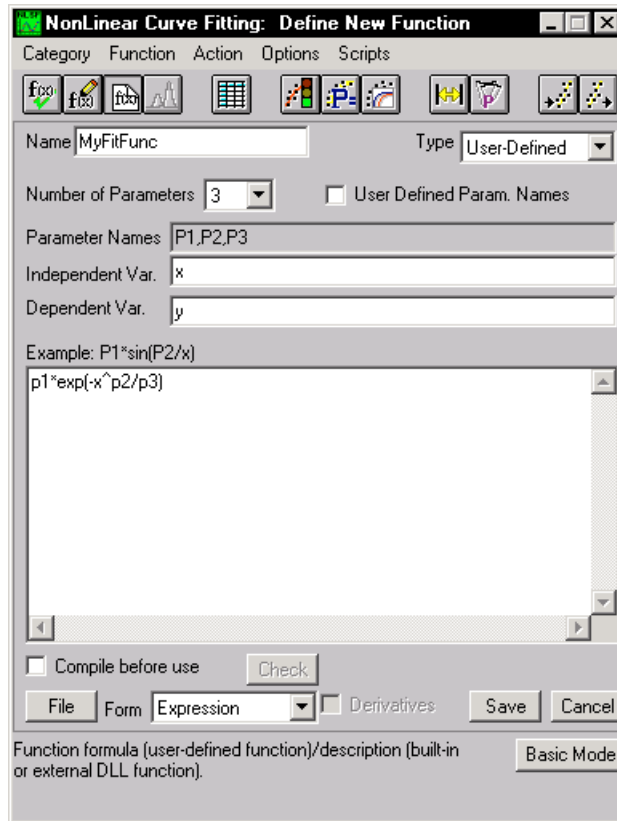 NonLinear Curve Fitting: Define New Function
Category Function Action Options Scripts
Name MyFitFunc Type User-Defined
Number of Parameters 3 User Defined Param. Names
Parameter Names P1,P2,P3
Independent Var. x
Dependent Var. y
Example: P1*sin(P2/x)
p1*exp(-x^p2/p3)
Compile before use Check
File Form Expression Derivatives Save Cancel
Function formula (user-defined function)/description (built-in
or external DLL function).
Basic Mode